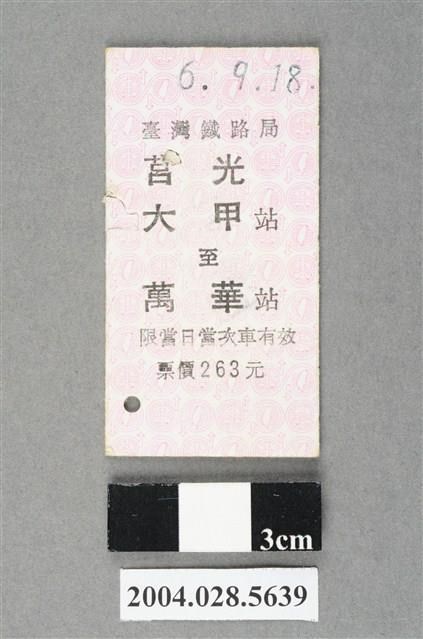 6.9.18.
臺灣鐵路局
莒光
大甲站
至
萬華站
限當日當次車有效
票價263元
3cm
2004.028.5639